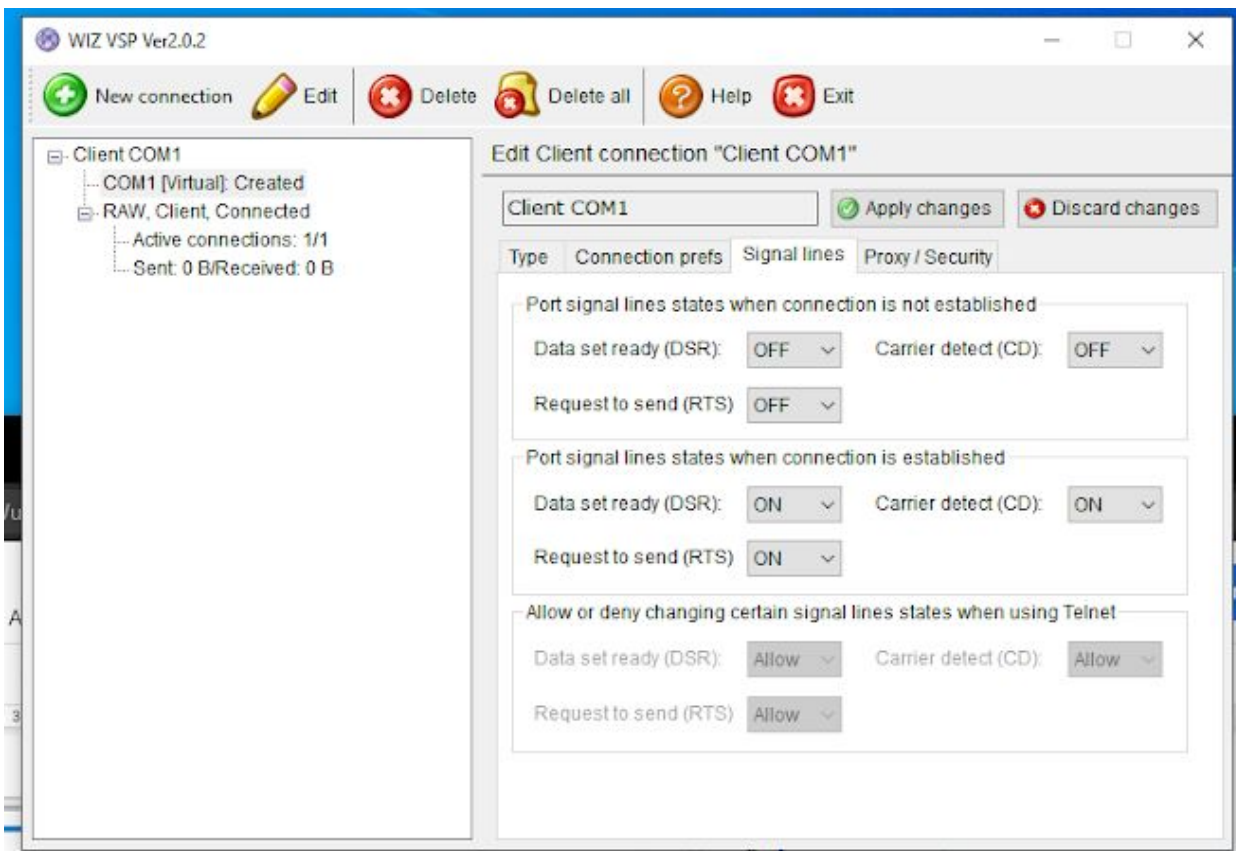 WIZ VSP Ver2.0.2
New connection Edit Delete Delete all Help Exit
Client COM1
COM1 [Virtual]: Created
RAW, Client, Connected
Active connections: 1/1
Sent: 0 B/Received: 0 B
Edit Client connection "Client COM1"
Client COM1 Apply changes Discard changes
Type Connection prefs Signal lines Proxy / Security
Port signal lines states when connection is not established
Data set ready (DSR): OFF Carrier detect (CD): OFF
Request to send (RTS) OFF
Port signal lines states when connection is established
Data set ready (DSR): ON Carrier detect (CD): ON
Request to send (RTS) ON
Allow or deny changing certain signal lines states when using Telnet
Data set ready (DSR): Allow Carrier detect (CD): Allow
Request to send (RTS) Allow
/u
A
3